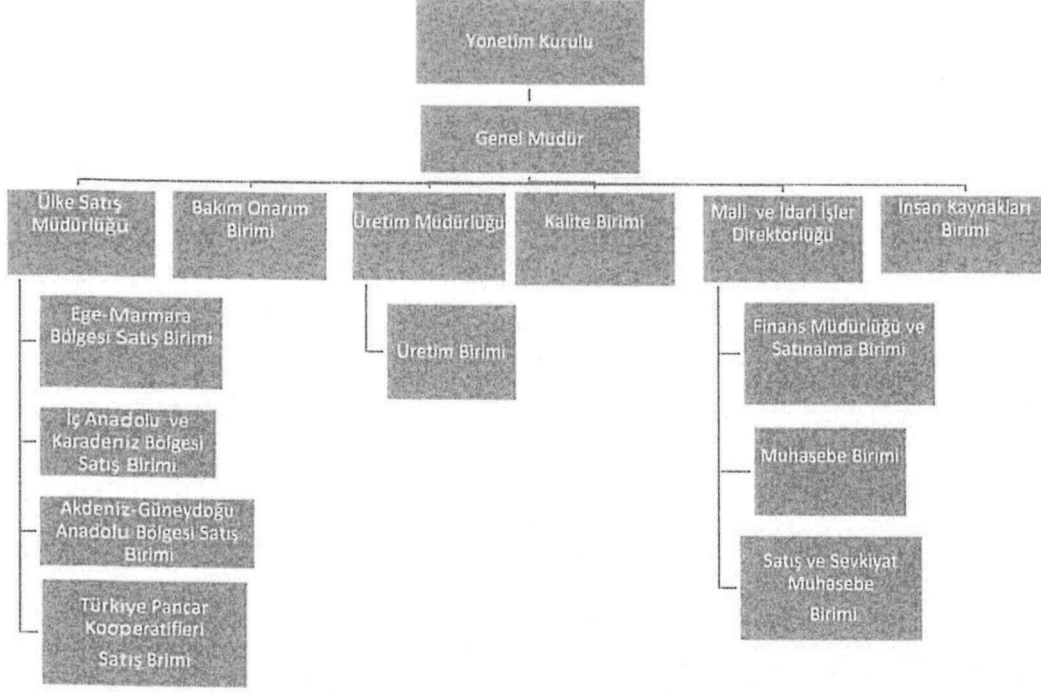 Yönetim Kurulu
Genel Müdür
Ülke Satış
Müdürlüğü
Bakım Onarım
Birimi
Üretim Müdürlüğü
Kalite Birimi
Mali ve İdari işler
Direktörlüğü
İnsan Kaynakları
Birimi
Ege-Marmara
Bölgesi Satış Birimi
İç Anadolu ve
Karadeniz Bölgesi
Satış Birimi
Akdeniz-Güneydoğu
Anadolu Bölgesi Satış
Birimi
Türkiye Pancar
Kooperatifleri
Satış Brimi
Üretim Birimi
Finans Müdürlüğü ve
Satınalma Birimi
Muhasebe Birimi
Satış ve Sevkiyat
Muhasebe
Birimi